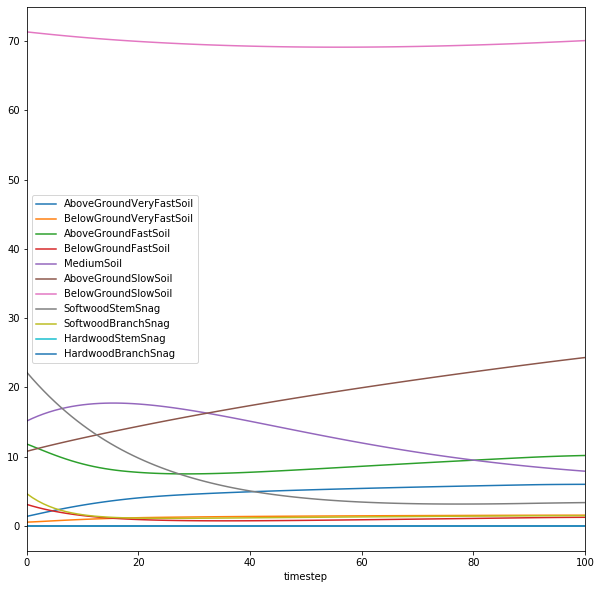 70
60
50
40
30
20
10
0
AboveGroundVeryFastSoil
BelowGroundVeryFastSoil
AboveGroundFastSoil
BelowGroundFastSoil
MediumSoil
AboveGroundSlowSoil
BelowGroundSlowSoil
SoftwoodStemSnag
SoftwoodBranchSnag
HardwoodStemSnag
HardwoodBranchSnag
0 20 40 60 80 100
timestep